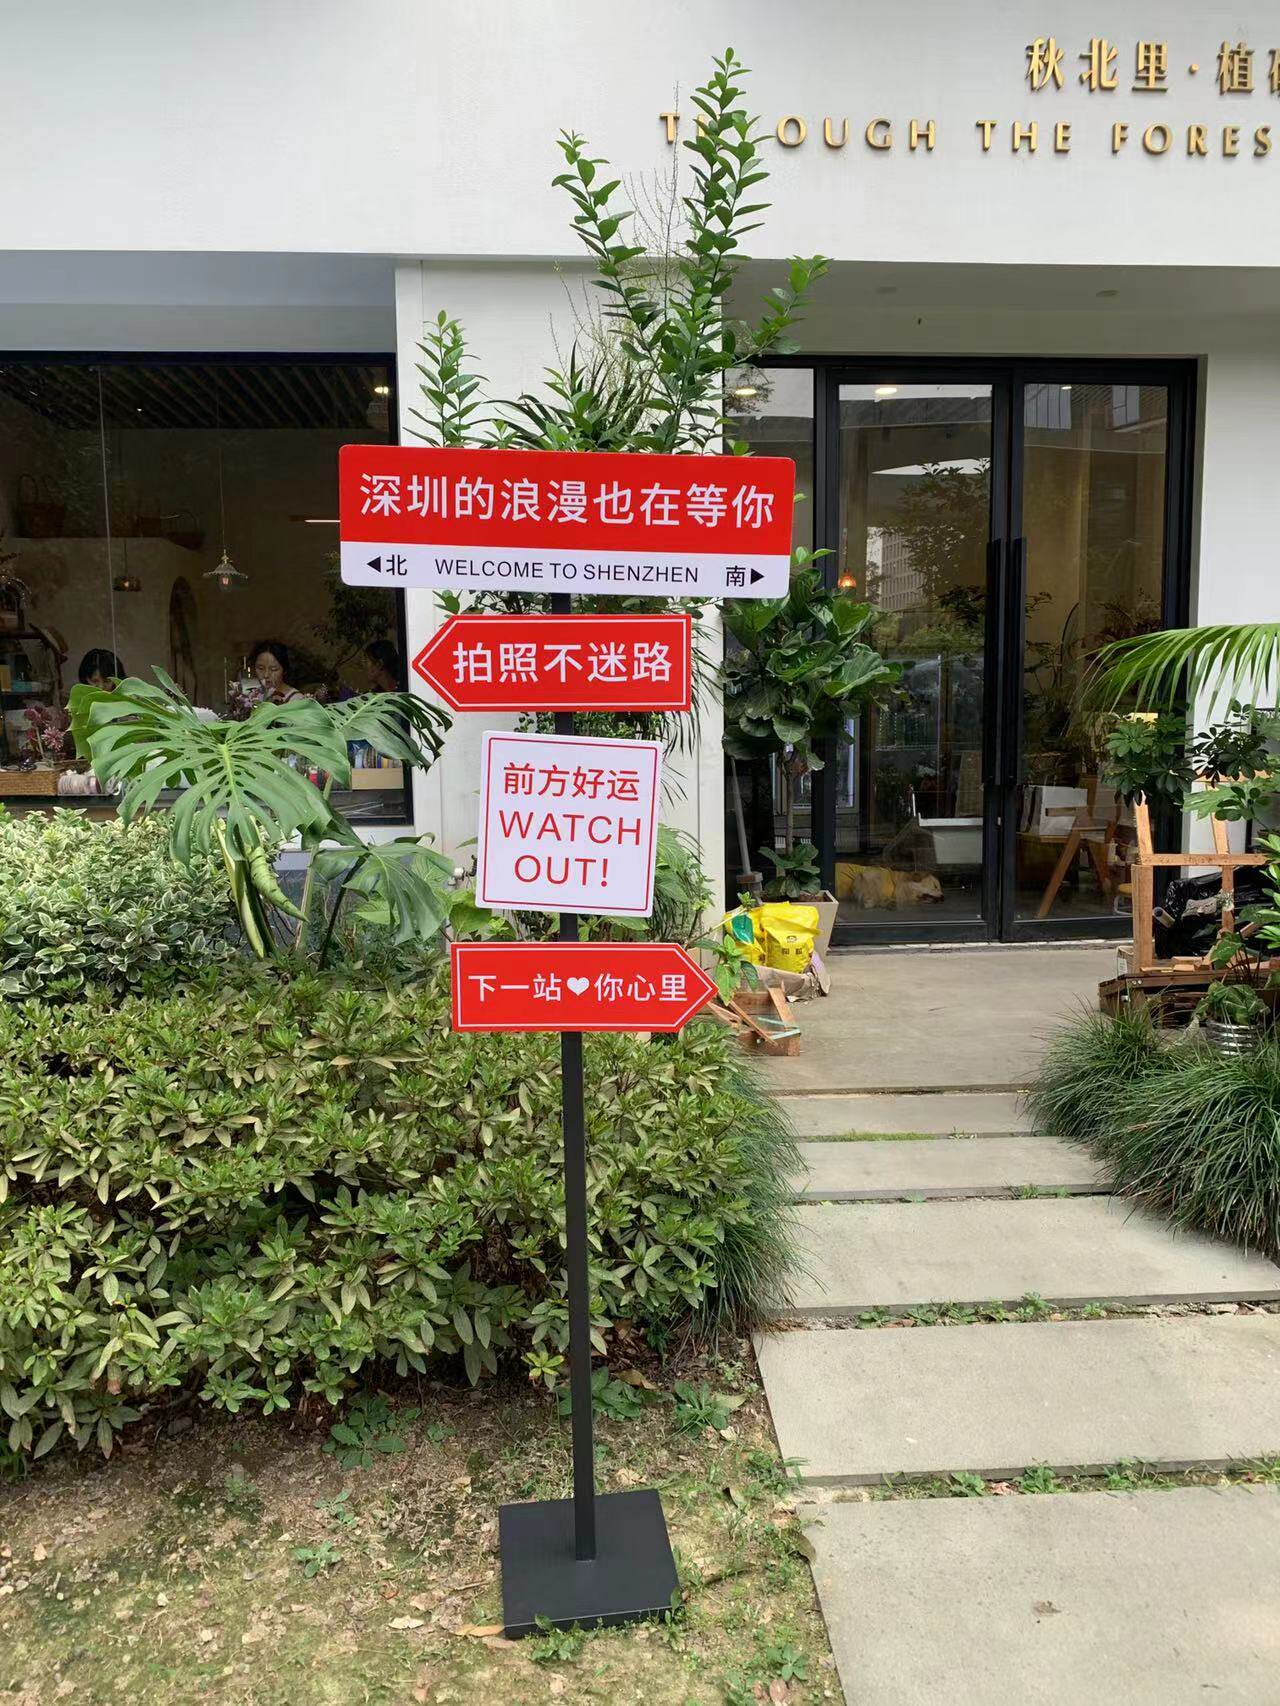 秋北里·植
THROUGH THE FORES
深圳的浪漫也在等你
◀北 WELCOME TO SHENZHEN 南▶
拍照不迷路
前方好运
WATCH
OUT!
下一站❤你心里